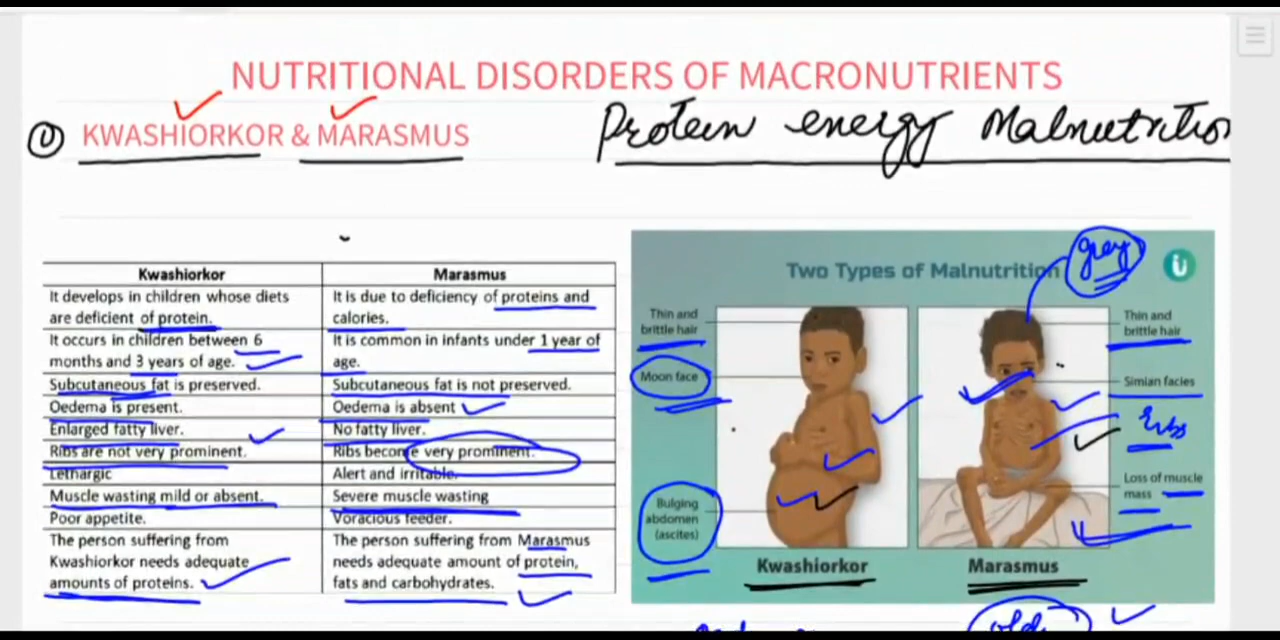 NUTRITIONAL DISORDERS OF MACRONUTRIENTS
① KWASHIORKOR & MARASMUS
Protein energy Malnutrition
Kwashiorkor Marasmus
It develops in children whose diets are deficient of protein. It is due to deficiency of proteins and calories.
It occurs in children between 6 months and 3 years of age. It is common in infants under 1 year of age.
Subcutaneous fat is preserved. Subcutaneous fat is not preserved.
Oedema is present. Oedema is absent
Enlarged fatty liver. No fatty liver.
Ribs are not very prominent. Ribs become very prominent.
Lethargic Alert and irritable.
Muscle wasting mild or absent. Severe muscle wasting
Poor appetite. Voracious feeder.
The person suffering from Kwashiorkor needs adequate amounts of proteins. The person suffering from Marasmus needs adequate amount of protein, fats and carbohydrates.
Two Types of Malnutrition
grey
Thin and
brittle hair
Moon face
Bulging
abdomen
(ascites)
Thin and
brittle hair
Simian facies
Ribs
Loss of muscle
mass
Kwashiorkor Marasmus